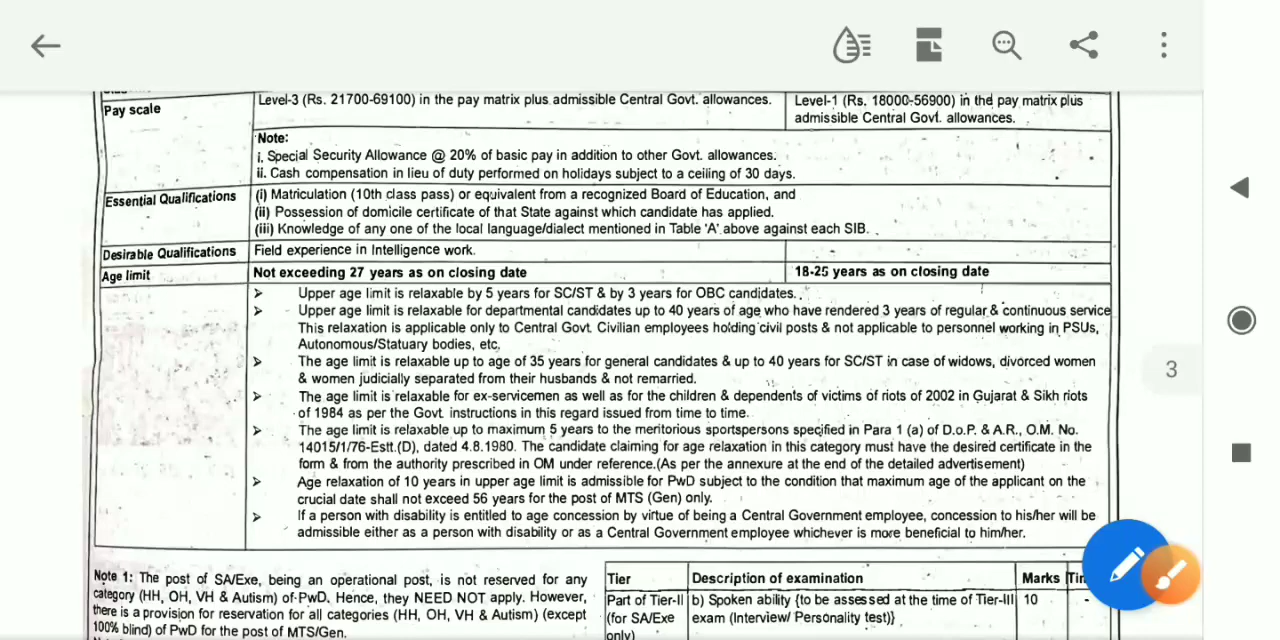 Pay scale
Level-3 (Rs. 21700-69100) in the pay matrix plus admissible Central Govt. allowances.
Level-1 (Rs. 18000-56900) in the pay matrix plus
admissible Central Govt. allowances.
Note:
i. Special Security Allowance @ 20% of basic pay in addition to other Govt. allowances.
ii. Cash compensation in lieu of duty performed on holidays subject to a ceiling of 30 days.
Essential Qualifications
(i) Matriculation (10th class pass) or equivalent from a recognized Board of Education, and
(ii) Possession of domicile certificate of that State against which candidate has applied.
(iii) Knowledge of any one of the local language/dialect mentioned in Table 'A' above against each SIB.
Desirable Qualifications
Field experience in Intelligence work.
Age limit
Not exceeding 27 years as on closing date
18-25 years as on closing date
➢ Upper age limit is relaxable by 5 years for SC/ST & by 3 years for OBC candidates.
➢ Upper age limit is relaxable for departmental candidates up to 40 years of age who have rendered 3 years of regular & continuous service
This relaxation is applicable only to Central Govt. Civilian employees holding civil posts & not applicable to personnel working in PSUs,
Autonomous/Statuary bodies, etc.
➢ The age limit is relaxable up to age of 35 years for general candidates & up to 40 years for SC/ST in case of widows, divorced women
& women judicially separated from their husbands & not remarried.
➢ The age limit is relaxable for ex-servicemen as well as for the children & dependents of victims of riots of 2002 in Gujarat & Sikh riots
of 1984 as per the Govt. instructions in this regard issued from time to time.
➢ The age limit is relaxable up to maximum 5 years to the meritorious sportspersons specified in Para 1 (a) of D.o.P. & A.R., O.M. No.
14015/1/76-Estt.(D), dated 4.8.1980. The candidate claiming for age relaxation in this category must have the desired certificate in the
form & from the authority prescribed in OM under reference.(As per the annexure at the end of the detailed advertisement)
➢ Age relaxation of 10 years in upper age limit is admissible for PwD subject to the condition that maximum age of the applicant on the
crucial date shall not exceed 56 years for the post of MTS (Gen) only.
➢ If a person with disability is entitled to age concession by virtue of being a Central Government employee, concession to his/her will be
admissible either as a person with disability or as a Central Government employee whichever is more beneficial to him/her.
3
Note 1: The post of SA/Exe, being an operational post, is not reserved for any
category (HH, OH, VH & Autism) of PwD. Hence, they NEED NOT apply. However,
there is a provision for reservation for all categories (HH, OH, VH & Autism) (except
100% blind) of PwD for the post of MTS/Gen.
Tier
Description of examination
Marks
Part of Tier-II
(for SA/Exe
only)
b) Spoken ability {to be assessed at the time of Tier-III
exam (Interview/ Personality test)}
10
-